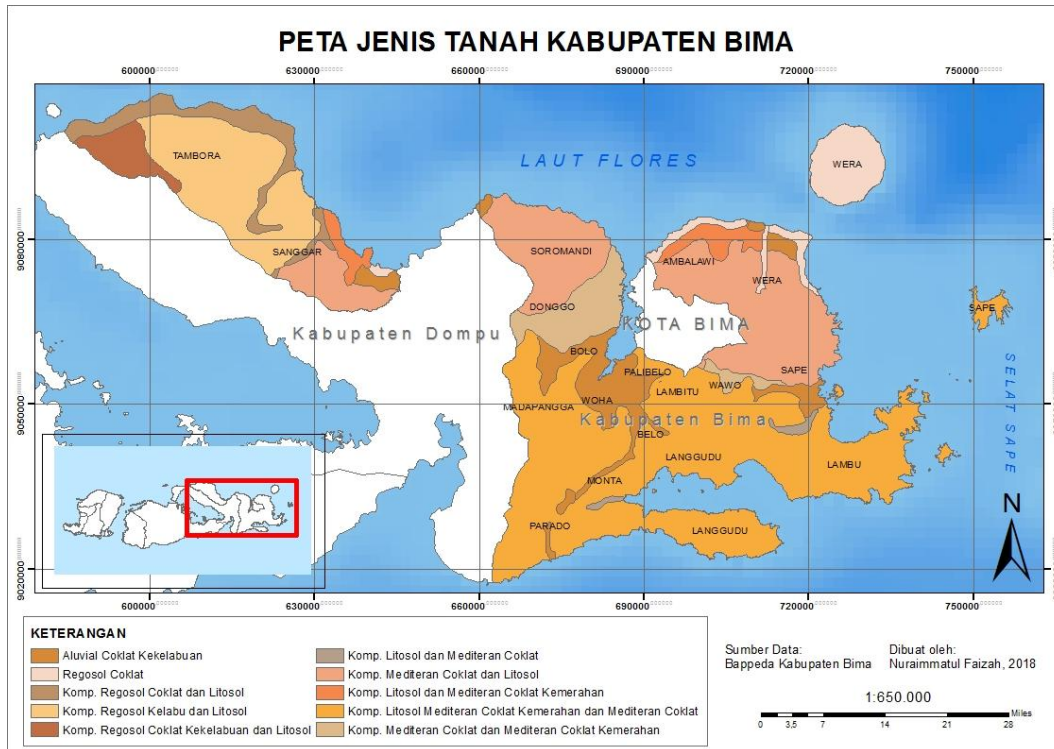 PETA JENIS TANAH KABUPATEN BIMA
600000 630000 660000 690000 720000 750000
TAMBORA
LAUT FLORES
WERA
9080000
SANGGAR
SOROMANDI
AMBALAWI
WERA
DONGGO
SAPE
Kabupaten Dompu
KOTA BIMA
BOLO
PALIBELO
SAPE
WAWO
LAMBITU
WOHA
MADAPANGGA
9050000
Kabupaten Bima
SELAT SAPE
BELO
LANGGUDU
LAMBU
MONTA
PARADO
LANGGUDU
N
9020000
600000 630000 660000 690000 720000 750000
KETERANGAN
Aluvial Coklat Kekelabuan
Regosol Coklat
Komp. Regosol Coklat dan Litosol
Komp. Regosol Kelabu dan Litosol
Komp. Regosol Coklat Kekelabuan dan Litosol
Komp. Litosol dan Mediteran Coklat
Komp. Mediteran Coklat dan Litosol
Komp. Litosol dan Mediteran Coklat Kemerahan
Komp. Litosol Mediteran Coklat Kemerahan dan Mediteran Coklat
Komp. Mediteran Coklat dan Mediteran Coklat Kemerahan
Sumber Data:
Bappeda Kabupaten Bima
Dibuat oleh:
Nuraimmatul Faizah, 2018
1:650.000
Miles
0 3,5 7 14 21 28